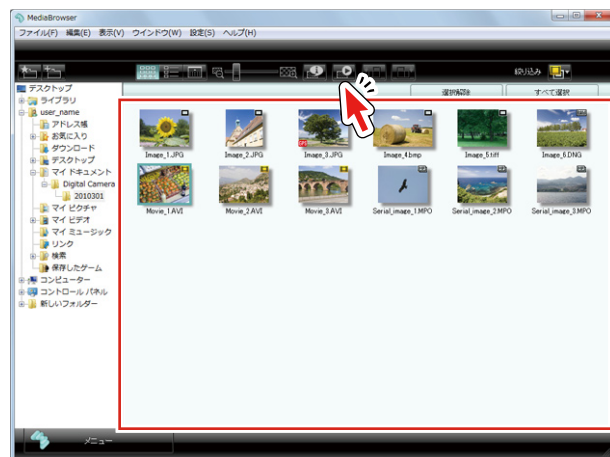 MediaBrowser
ファイル(F) 編集(E) 表示(V) ウインドウ(W) 設定(S) ヘルプ(H)
絞り込み
選択解除 すべて選択
デスクトップ
ライブラリ
user_name
アドレス帳
お気に入り
ダウンロード
デスクトップ
マイ ドキュメント
Digital Camera
2010301
マイ ピクチャ
マイ ビデオ
マイ ミュージック
リンク
検索
保存したゲーム
コンピューター
コントロール パネル
新しいフォルダー
Image_1.JPG Image_2.JPG Image_3.JPG Image_4.bmp Image_5.tiff Image_6.DNG
GPS
Movie_1.AVI Movie_2.AVI Movie_3.AVI Serial_image_1.MPO Serial_image_2.MPO Serial_image_3.MPO
メニュー